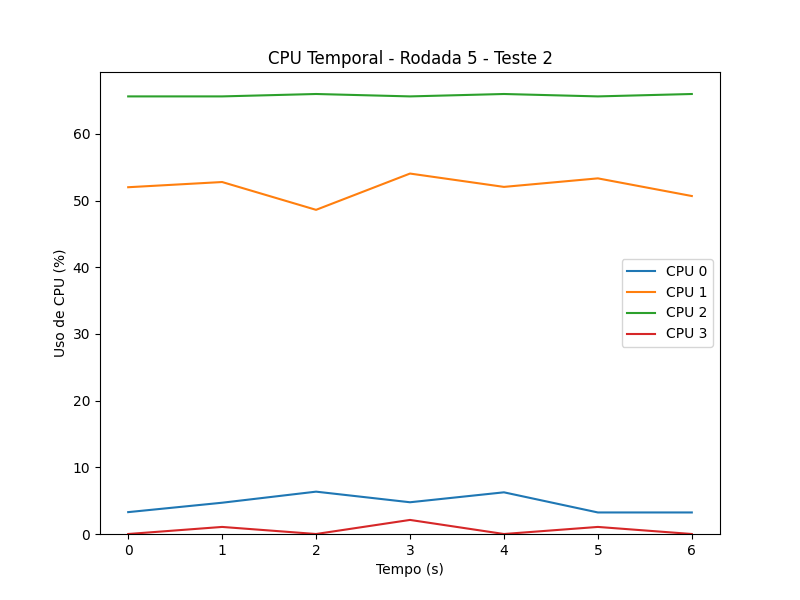 CPU Temporal - Rodada 5 - Teste 2
Uso de CPU (%)
60
50
40
30
20
10
0
CPU 0
CPU 1
CPU 2
CPU 3
0 1 2 3 4 5 6
Tempo (s)